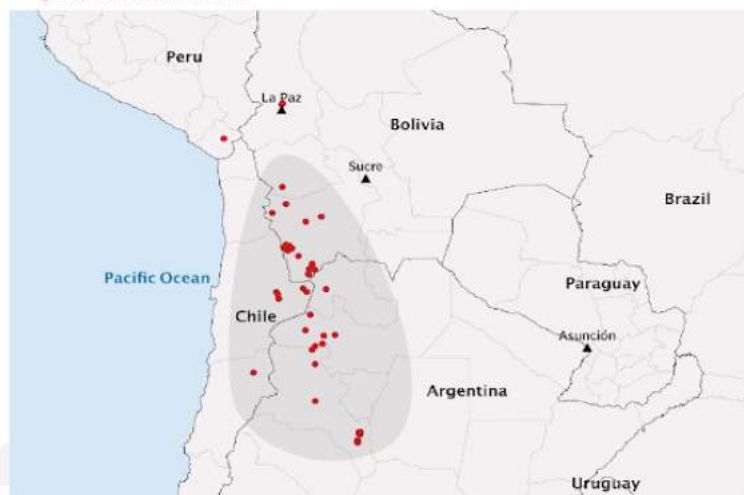 Peru
La Paz
Bolivia
Sucre
Brazil
Pacific Ocean
Paraguay
Chile
Asunción
Argentina
Uruguay